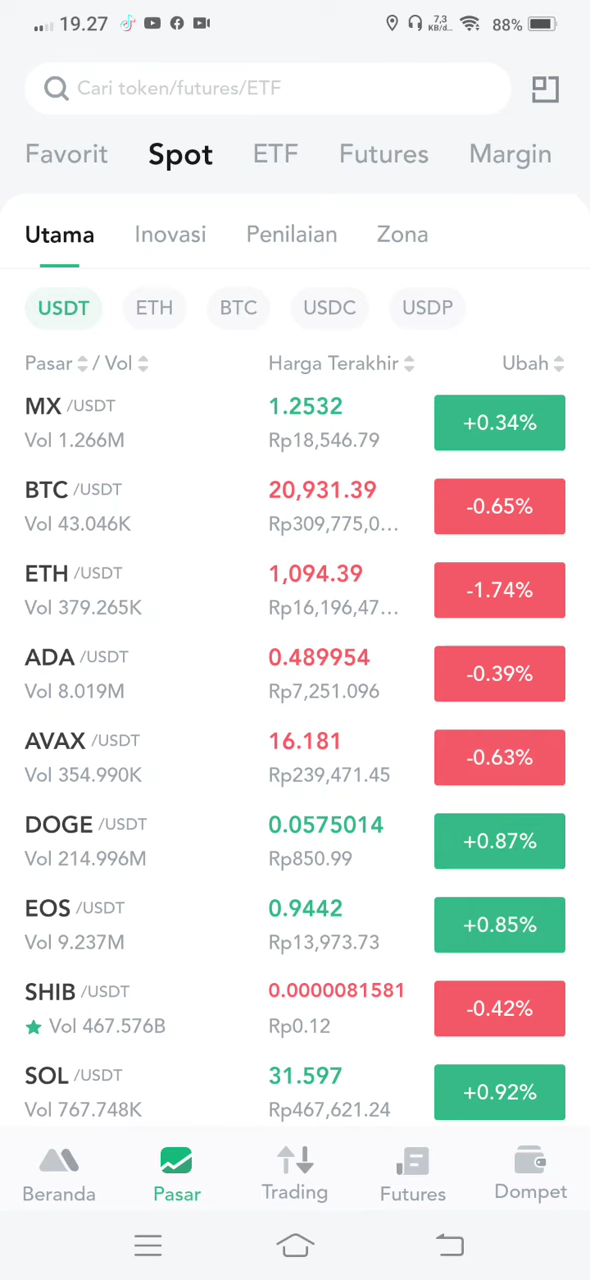 19.27 7,3 KB/d... 88%
Cari token/futures/ETF
Favorit Spot ETF Futures Margin
Utama Inovasi Penilaian Zona
USDT ETH BTC USDC USDP
Pasar / Vol Harga Terakhir Ubah
MX /USDT 1.2532 +0.34%
Vol 1.266M Rp18,546.79
BTC /USDT 20,931.39 -0.65%
Vol 43.046K Rp309,775,0...
ETH /USDT 1,094.39 -1.74%
Vol 379.265K Rp16,196,47...
ADA /USDT 0.489954 -0.39%
Vol 8.019M Rp7,251.096
AVAX /USDT 16.181 -0.63%
Vol 354.990K Rp239,471.45
DOGE /USDT 0.0575014 +0.87%
Vol 214.996M Rp850.99
EOS /USDT 0.9442 +0.85%
Vol 9.237M Rp13,973.73
SHIB /USDT 0.0000081581 -0.42%
Vol 467.576B Rp0.12
SOL /USDT 31.597 +0.92%
Vol 767.748K Rp467,621.24
Beranda Pasar Trading Futures Dompet